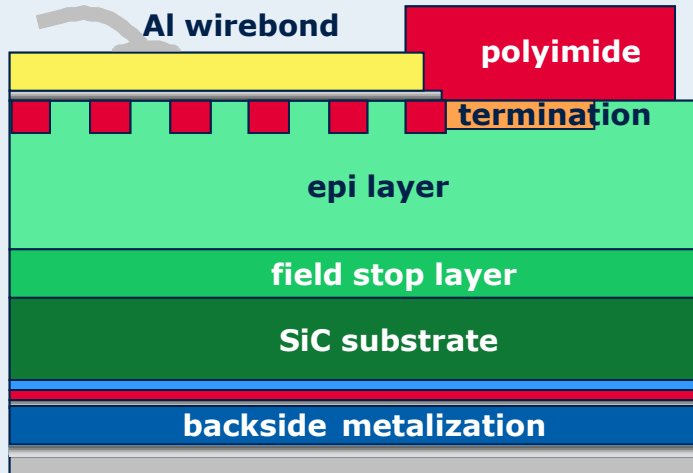 Al wirebond
polyimide
termination
epi layer
field stop layer
SiC substrate
backside metalization